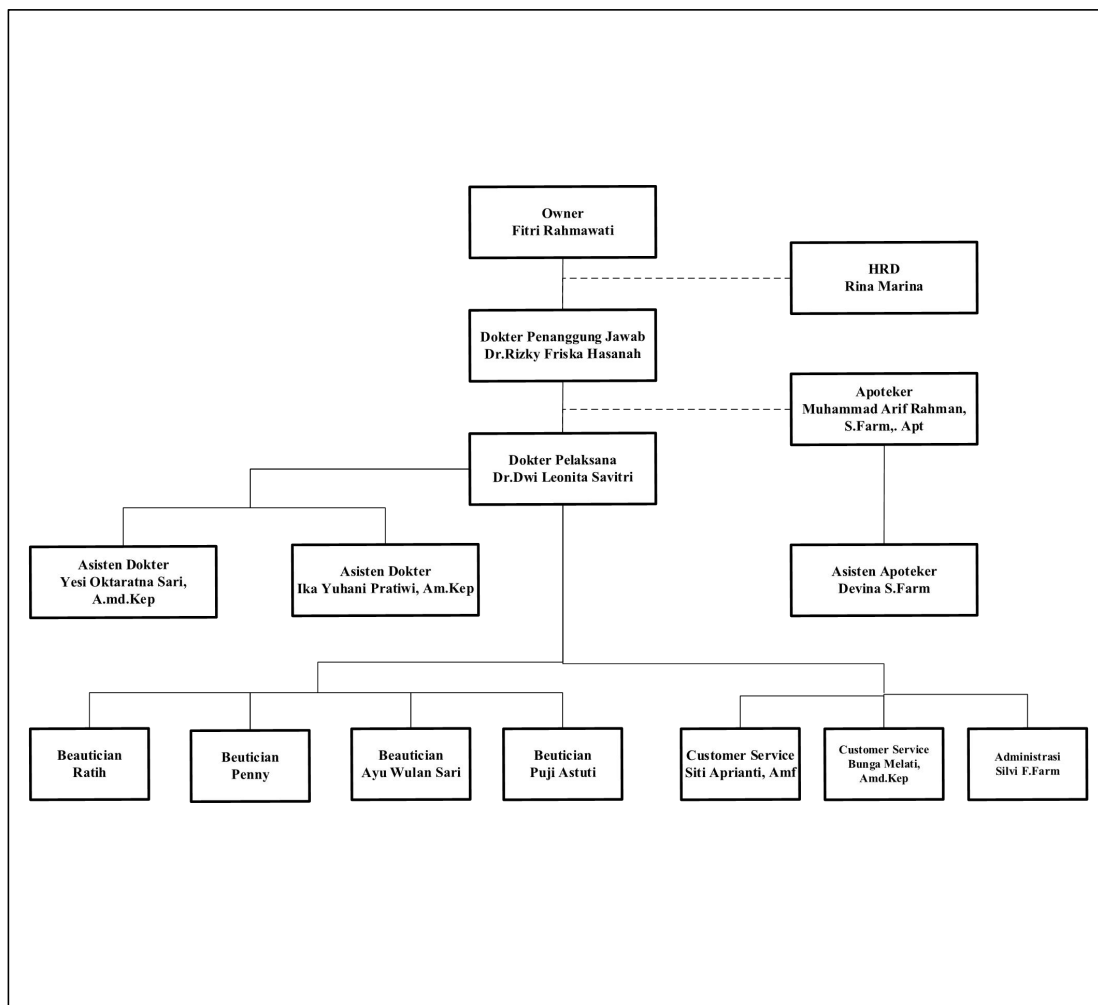 Owner
Fitri Rahmawati
HRD
Rina Marina
Dokter Penanggung Jawab
Dr.Rizky Friska Hasanah
Apoteker
Muhammad Arif Rahman,
S.Farm,. Apt
Dokter Pelaksana
Dr.Dwi Leonita Savitri
Asisten Dokter
Yesi Oktaratna Sari,
A.md.Kep
Asisten Dokter
Ika Yuhani Pratiwi, Am.Kep
Asisten Apoteker
Devina S.Farm
Beautician
Ratih
Beutician
Penny
Beautician
Ayu Wulan Sari
Beutician
Puji Astuti
Customer Service
Siti Aprianti, Amf
Customer Service
Bunga Melati,
Amd.Kep
Administrasi
Silvi F.Farm